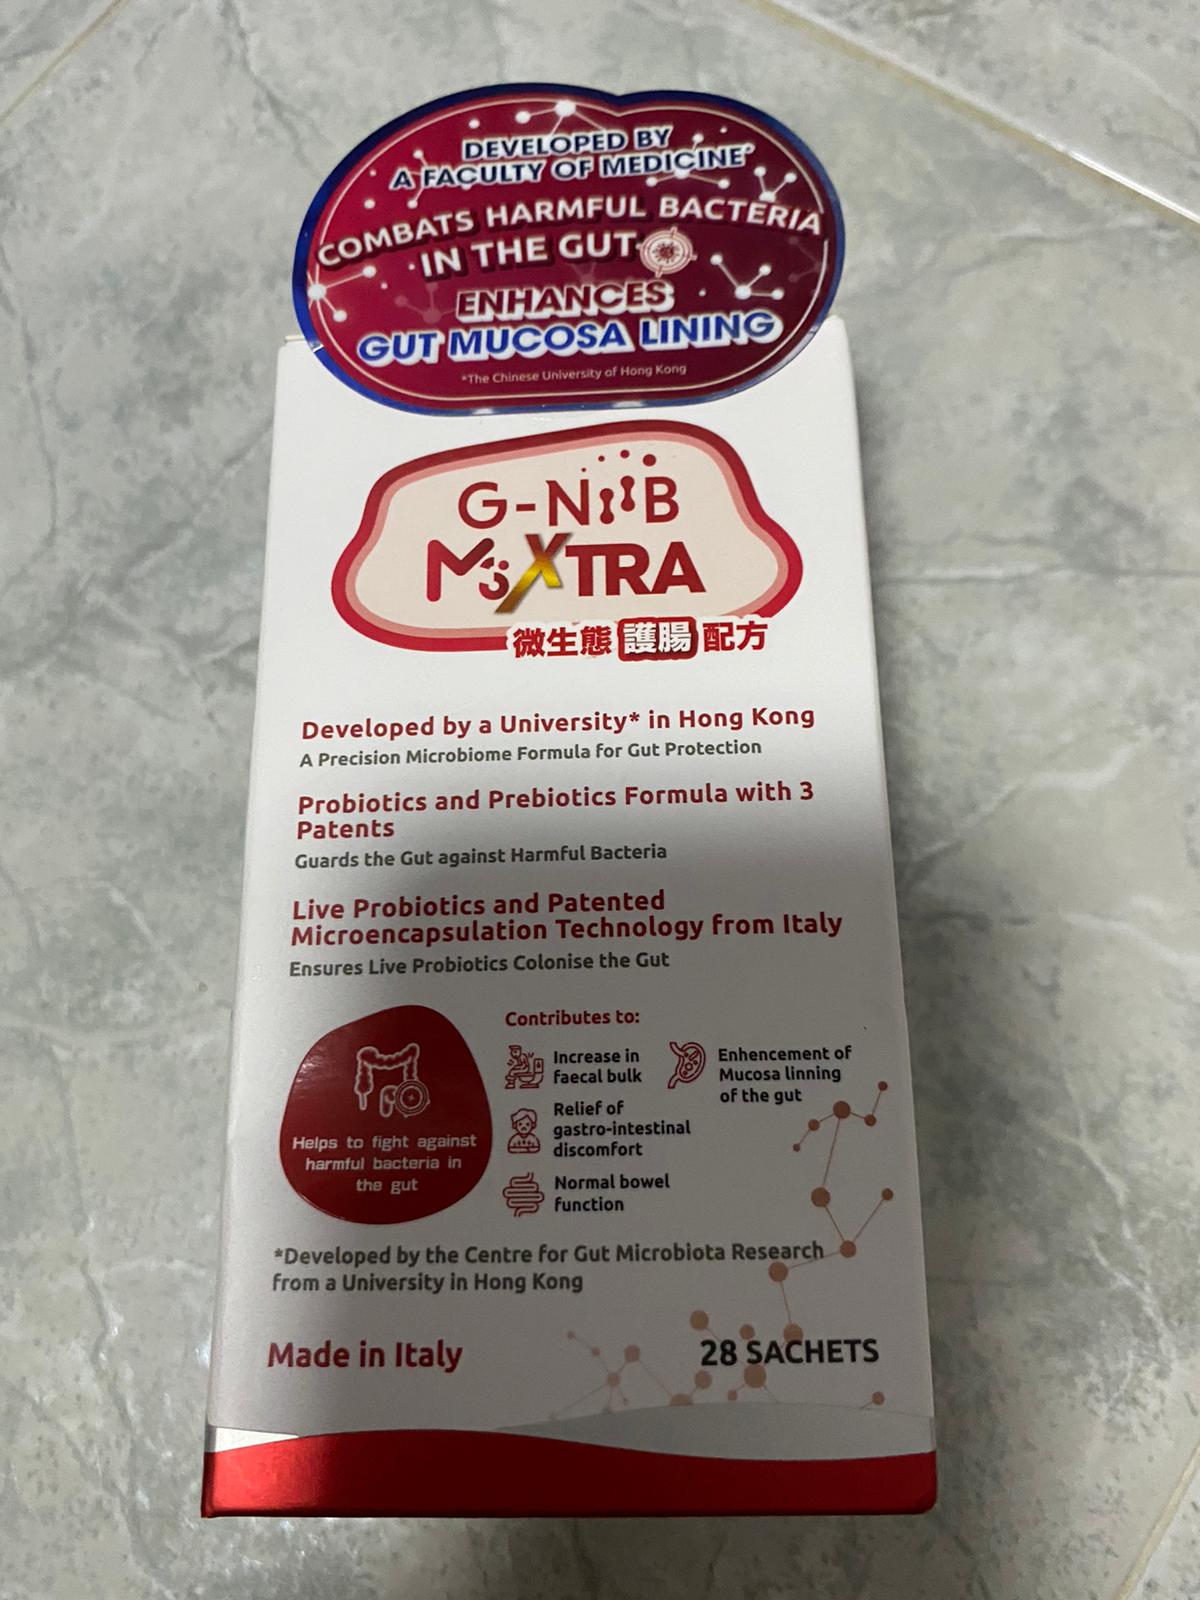 DEVELOPED BY
A FACULTY OF MEDICINE*
COMBATS HARMFUL BACTERIA
IN THE GUT
ENHANCES
GUT MUCOSA LINING
*The Chinese University of Hong Kong
G-NiiB
M3XTRA
微生態護腸配方
Developed by a University* in Hong Kong
A Precision Microbiome Formula for Gut Protection
Probiotics and Prebiotics Formula with 3
Patents
Guards the Gut against Harmful Bacteria
Live Probiotics and Patented
Microencapsulation Technology from Italy
Ensures Live Probiotics Colonise the Gut
Helps to fight against
harmful bacteria in
the gut
Contributes to:
Increase in
faecal bulk
Relief of
gastro-intestinal
discomfort
Normal bowel
function
Enhencement of
Mucosa linning
of the gut
*Developed by the Centre for Gut Microbiota Research
from a University in Hong Kong
Made in Italy
28 SACHETS